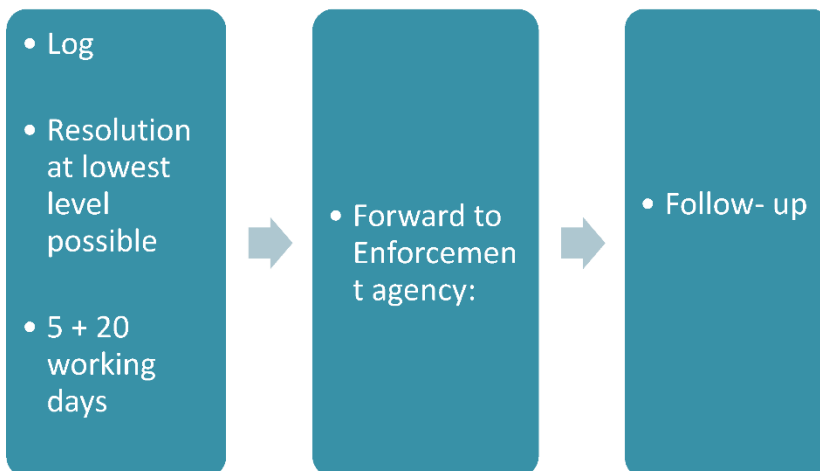 • Log
• Resolution
at lowest
level
possible
• 5 + 20
working
days
• Forward to
Enforcemen
t agency:
• Follow- up